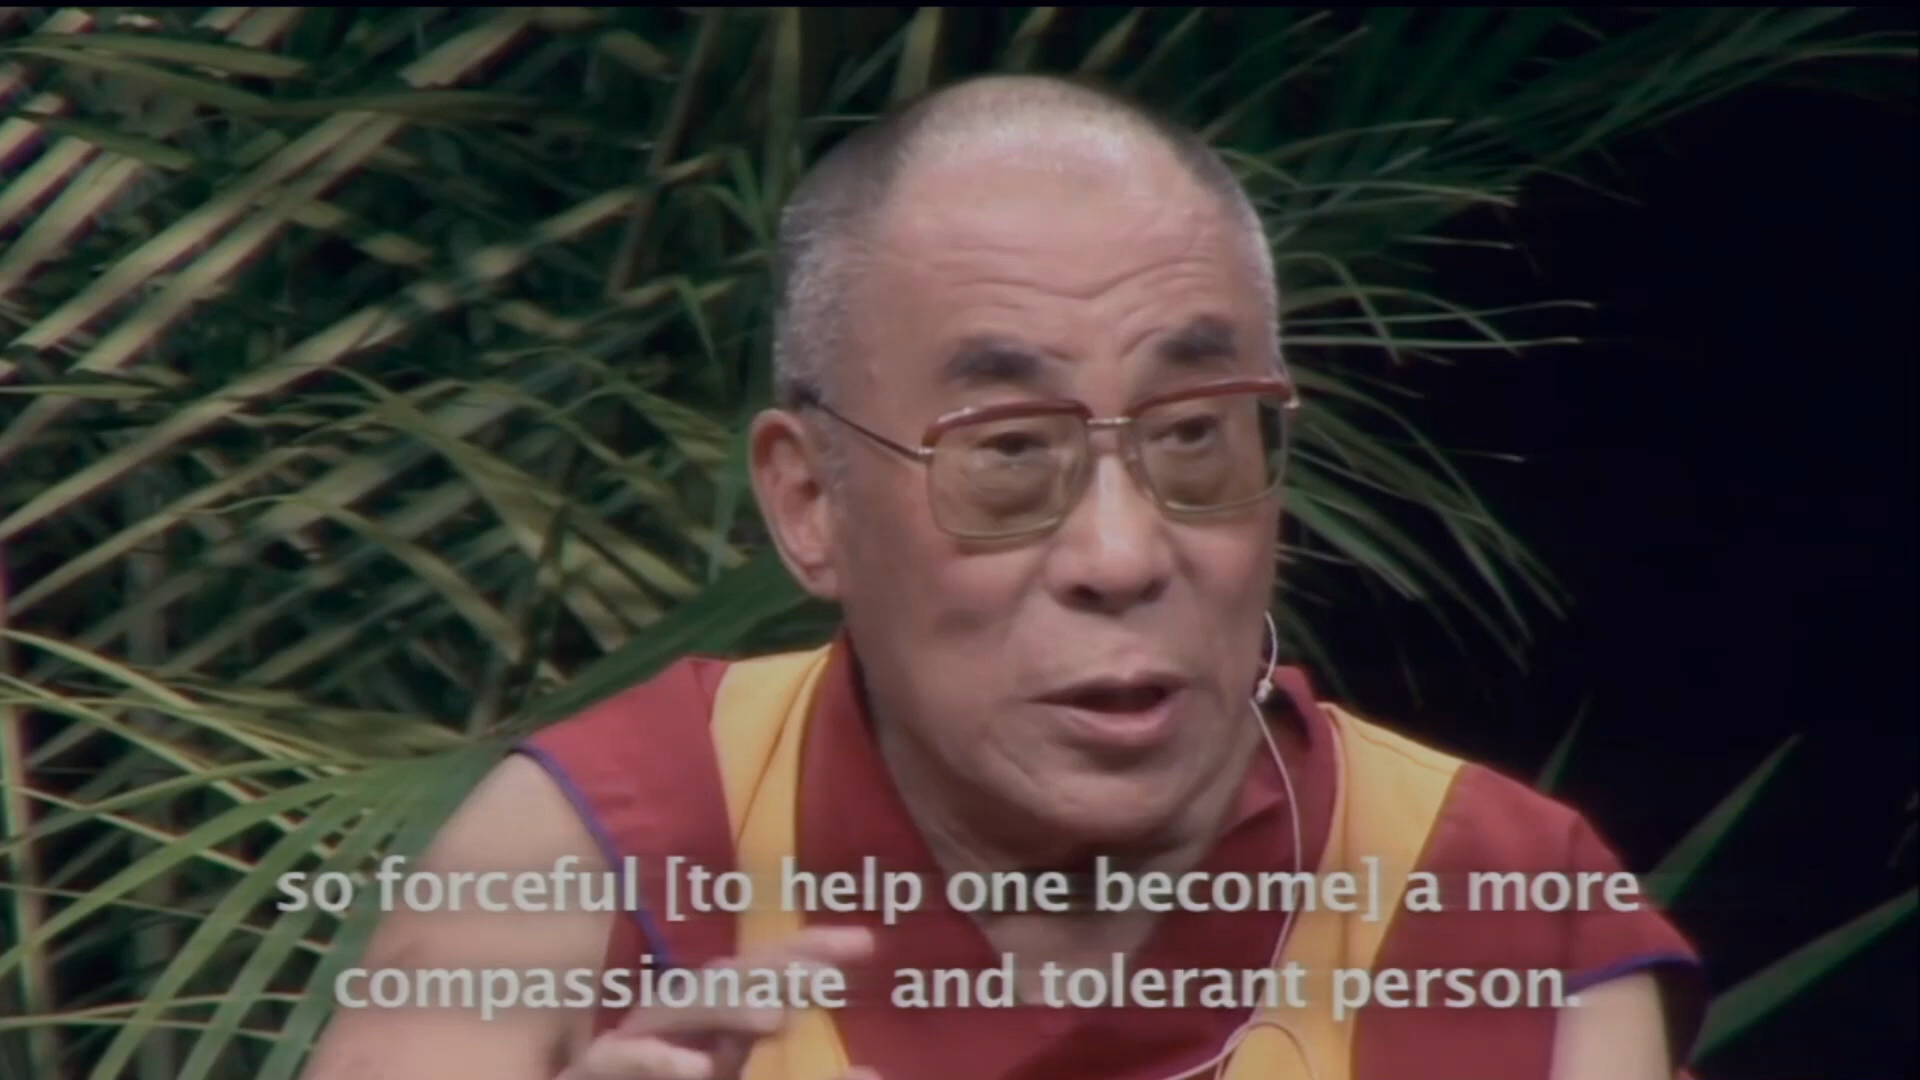 so forceful [to help one become] a more
compassionate and tolerant person.